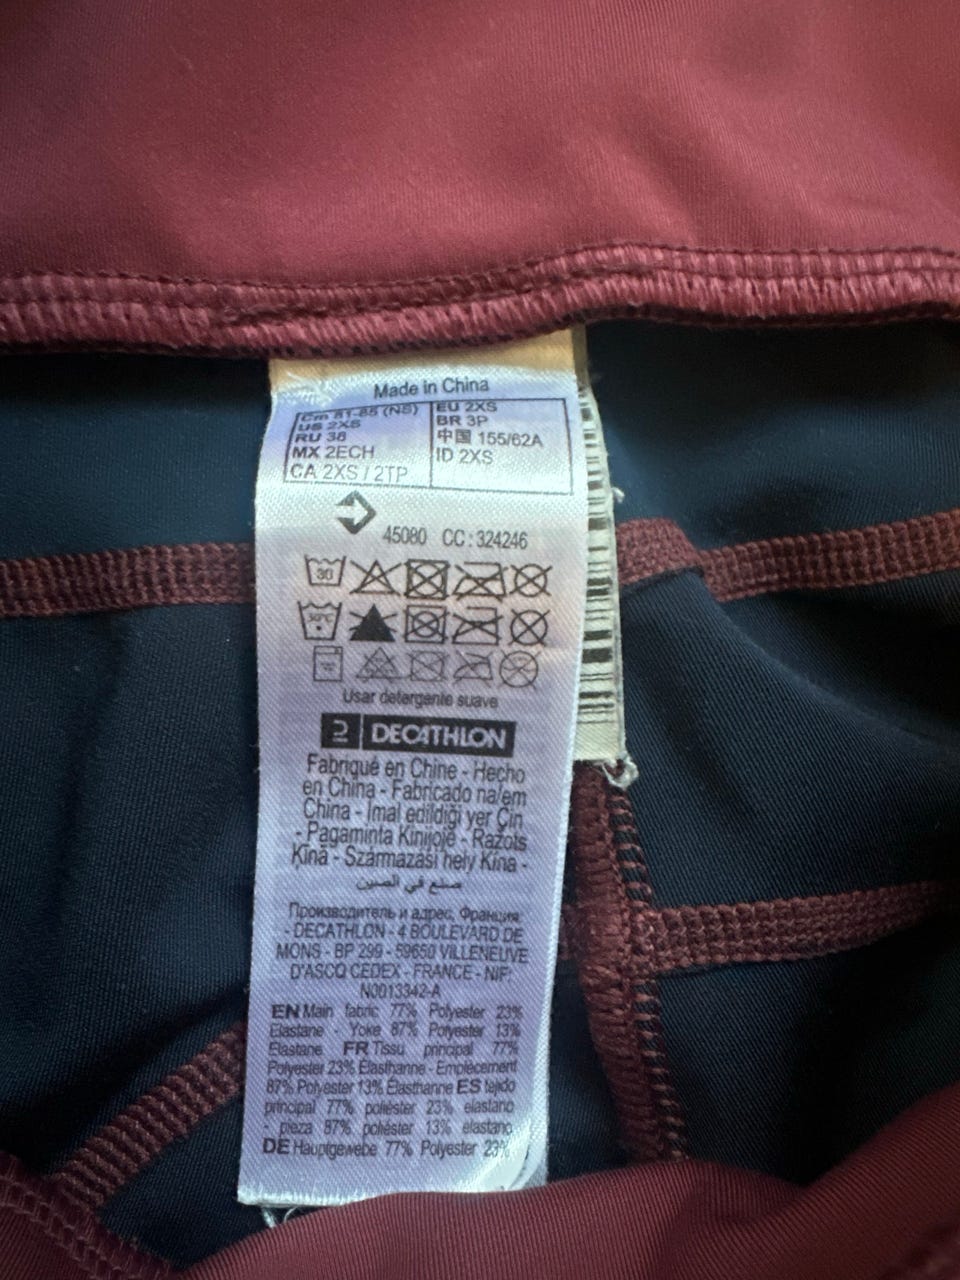 Made in China
Cm 81-85 (NS) EU 2XS
US 2XS BR 3P
RU 38 中国 155/62A
MX 2ECH ID 2XS
CA 2XS / 2TP
45080 CC : 324246
30
30°C
Usar detergente suave
DECATHLON
Fabriqué en Chine - Hecho
en China - Fabricado na/em
China - İmal edildiği yer Çin
- Pagaminta Kinijoje - Ražots
Ķīnā - Származási hely Kína -
صنع في الصين
Производитель и адрес, Франция:
- DECATHLON - 4 BOULEVARD DE
MONS - BP 299 - 59650 VILLENEUVE
D'ASCQ CEDEX - FRANCE - NIF:
N0013342-A
EN Main fabric 77% Polyester 23%
Elastane - Yoke 87% Polyester 13%
Elastane FR Tissu principal 77%
Polyester 23% Élasthanne - Empiècement
87% Polyester 13% Élasthanne ES tejido
principal 77% poliéster 23% elastano
- pieza 87% poliéster 13% elastano
DE Hauptgewebe 77% Polyester 23%